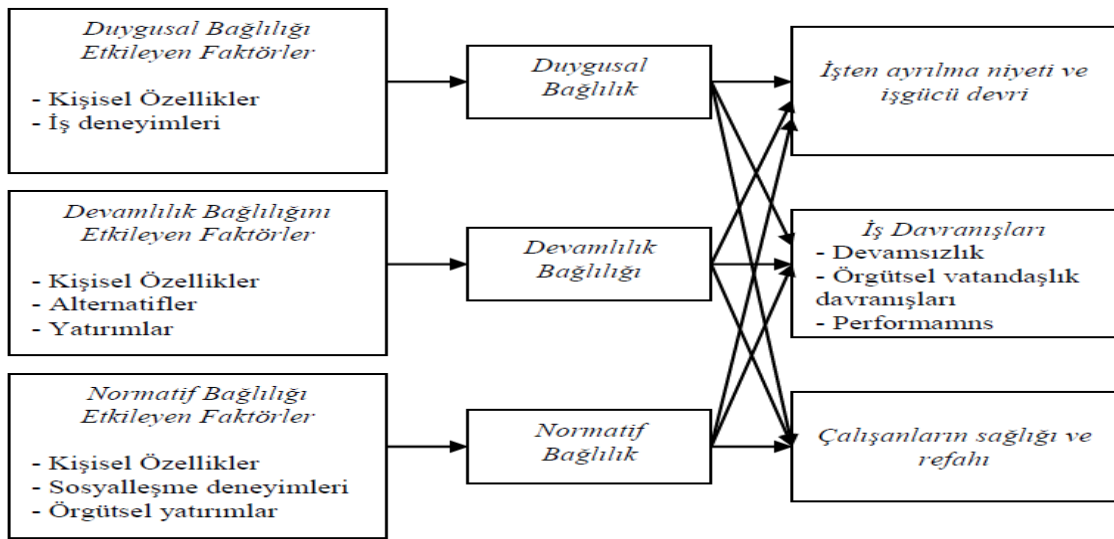 Duygusal Bağlılığı
Etkileyen Faktörler
- Kişisel Özellikler
- İş deneyimleri
Duygusal
Bağlılık
İşten ayrılma niyeti ve
işgücü devri
Devamlılık Bağlılığını
Etkileyen Faktörler
- Kişisel Özellikler
- Alternatifler
- Yatırımlar
Devamlılık
Bağlılığı
İş Davranışları
- Devamsızlık
- Örgütsel vatandaşlık
davranışları
- Performamns
Normatif Bağlılığı
Etkileyen Faktörler
- Kişisel Özellikler
- Sosyalleşme deneyimleri
- Örgütsel yatırımlar
Normatif
Bağlılık
Çalışanların sağlığı ve
refahı